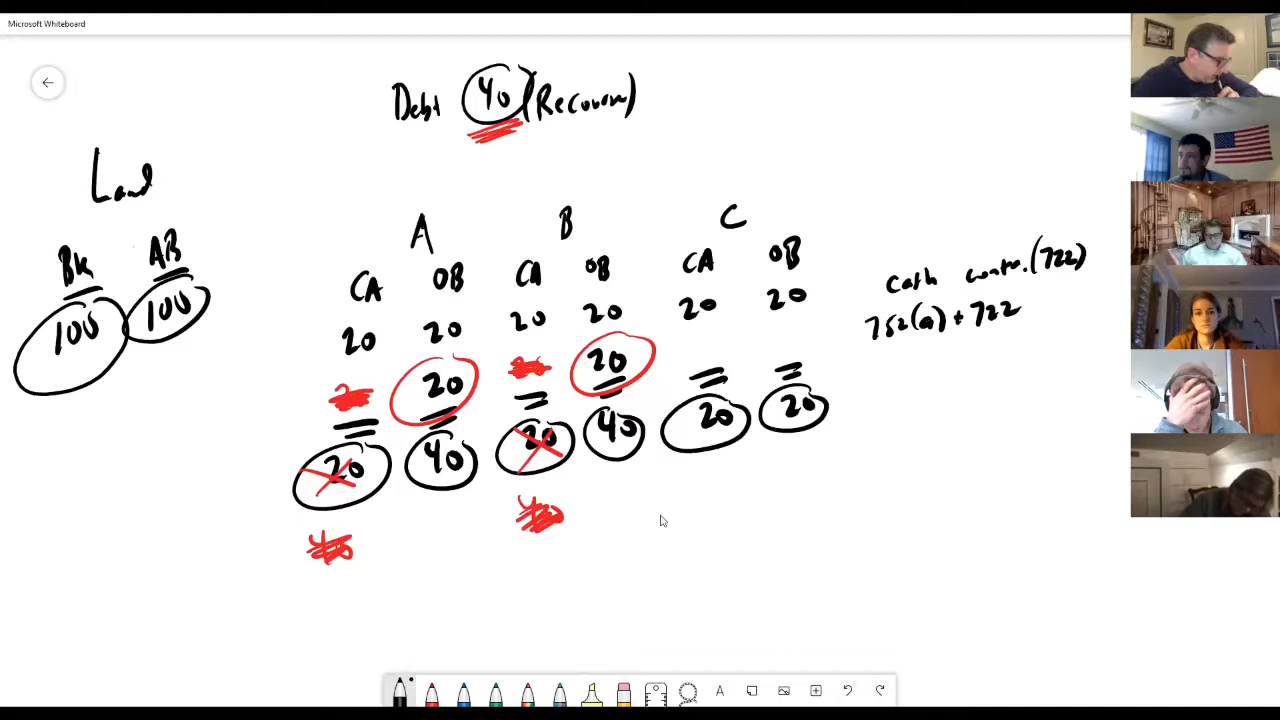 Microsoft Whiteboard
Debt 40 (Recourse)
Land
A B C
Bk AB
CA OB CA OB CA OB
cash contr. (722)
100 100
20 20 20 20 20 20
752(a) + 722
20 20
20 40 20 40 20 20
A